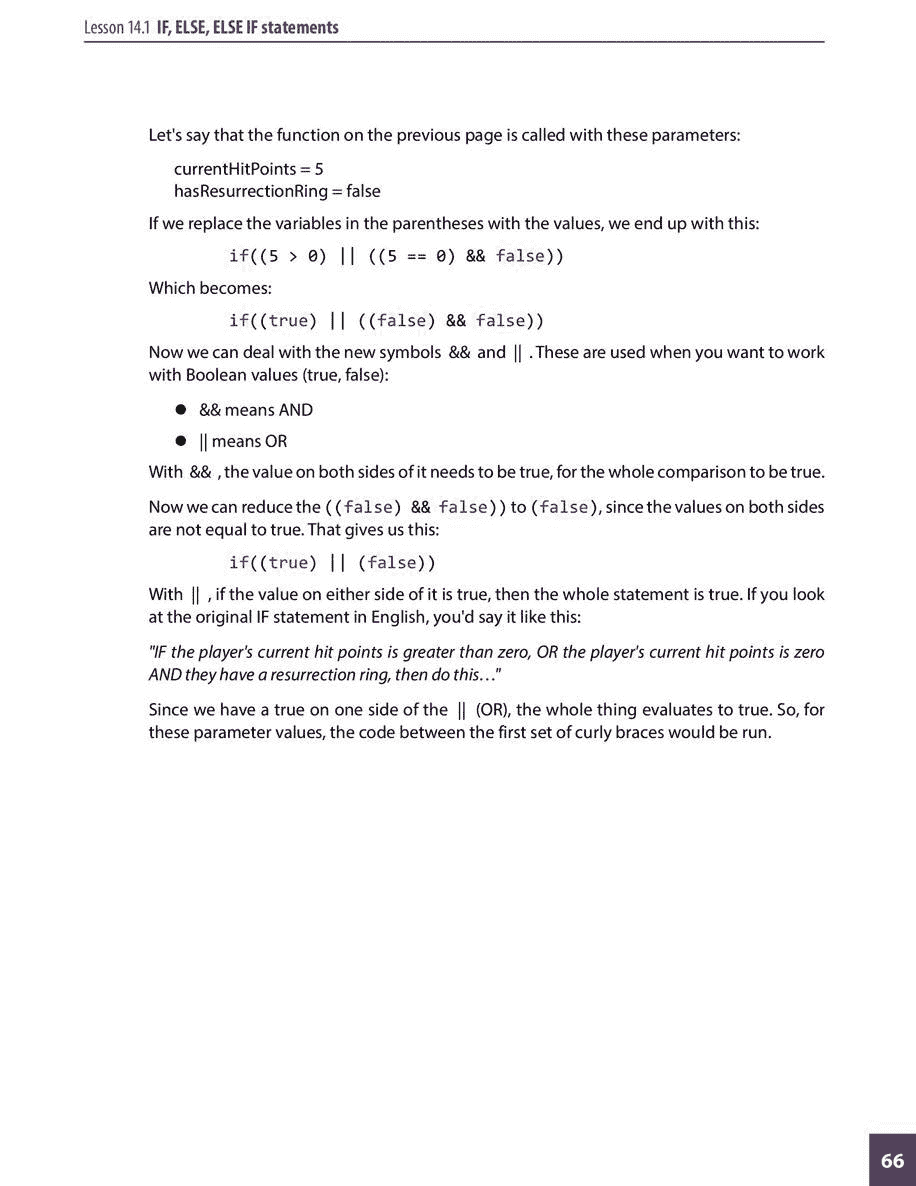 Lesson 14.1 IF, ELSE, ELSE IF statements
Let's say that the function on the previous page is called with these parameters:
currentHitPoints = 5
hasResurrectionRing = false
If we replace the variables in the parentheses with the values, we end up with this:
if((5 > 0) || ((5 == 0) && false))
Which becomes:
if((true) || ((false) && false))
Now we can deal with the new symbols && and || . These are used when you want to work
with Boolean values (true, false):
● && means AND
● || means OR
With && , the value on both sides of it needs to be true, for the whole comparison to be true.
Now we can reduce the ((false) && false)) to (false), since the values on both sides
are not equal to true. That gives us this:
if((true) || (false))
With || , if the value on either side of it is true, then the whole statement is true. If you look
at the original IF statement in English, you'd say it like this:
"IF the player's current hit points is greater than zero, OR the player's current hit points is zero
AND they have a resurrection ring, then do this…"
Since we have a true on one side of the || (OR), the whole thing evaluates to true. So, for
these parameter values, the code between the first set of curly braces would be run.
66